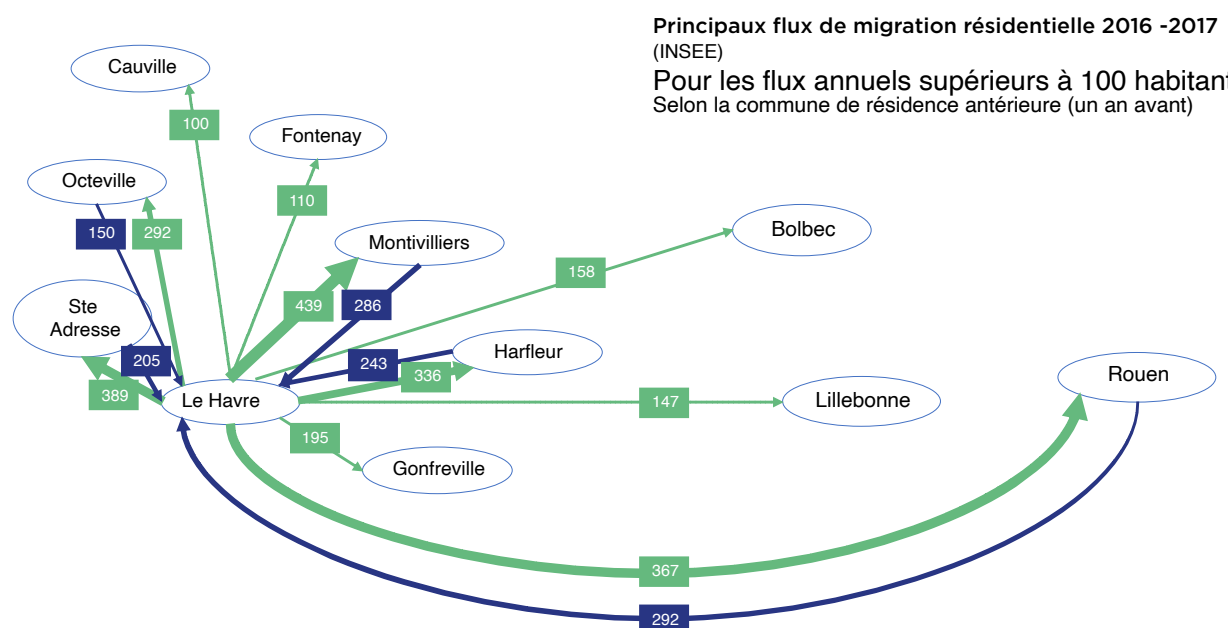 Principaux flux de migration résidentielle 2016 -2017
(INSEE)
Pour les flux annuels supérieurs à 100 habitant
Selon la commune de résidence antérieure (un an avant)
Cauville
100
Fontenay
110
Octeville
150
292
Montivilliers
439
286
Bolbec
158
Ste
Adresse
205
389
Harfleur
243
336
Le Havre
147
Lillebonne
Rouen
195
Gonfreville
367
292